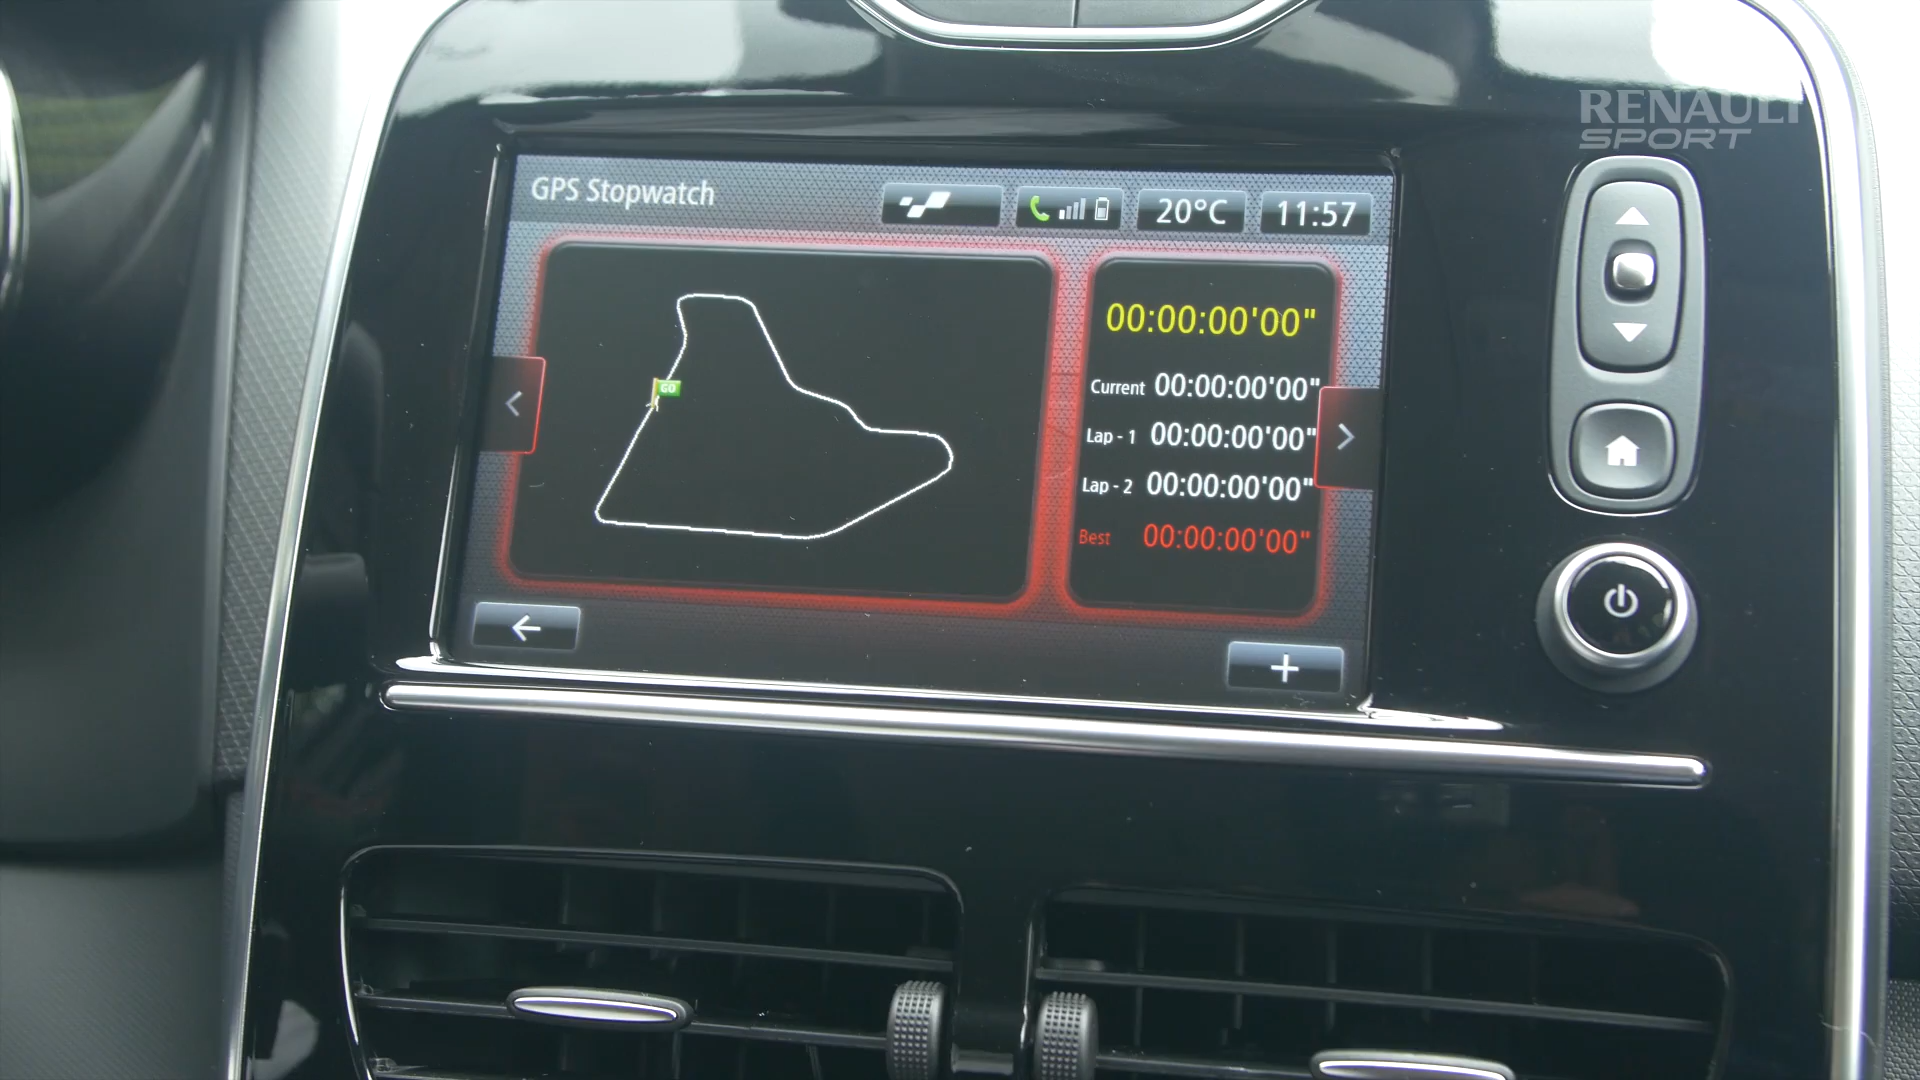 RENAULT
SPORT
GPS Stopwatch
20°C
11:57
GO
00:00:00'00"
Current 00:00:00'00"
Lap - 1 00:00:00'00"
Lap - 2 00:00:00'00"
Best 00:00:00'00"